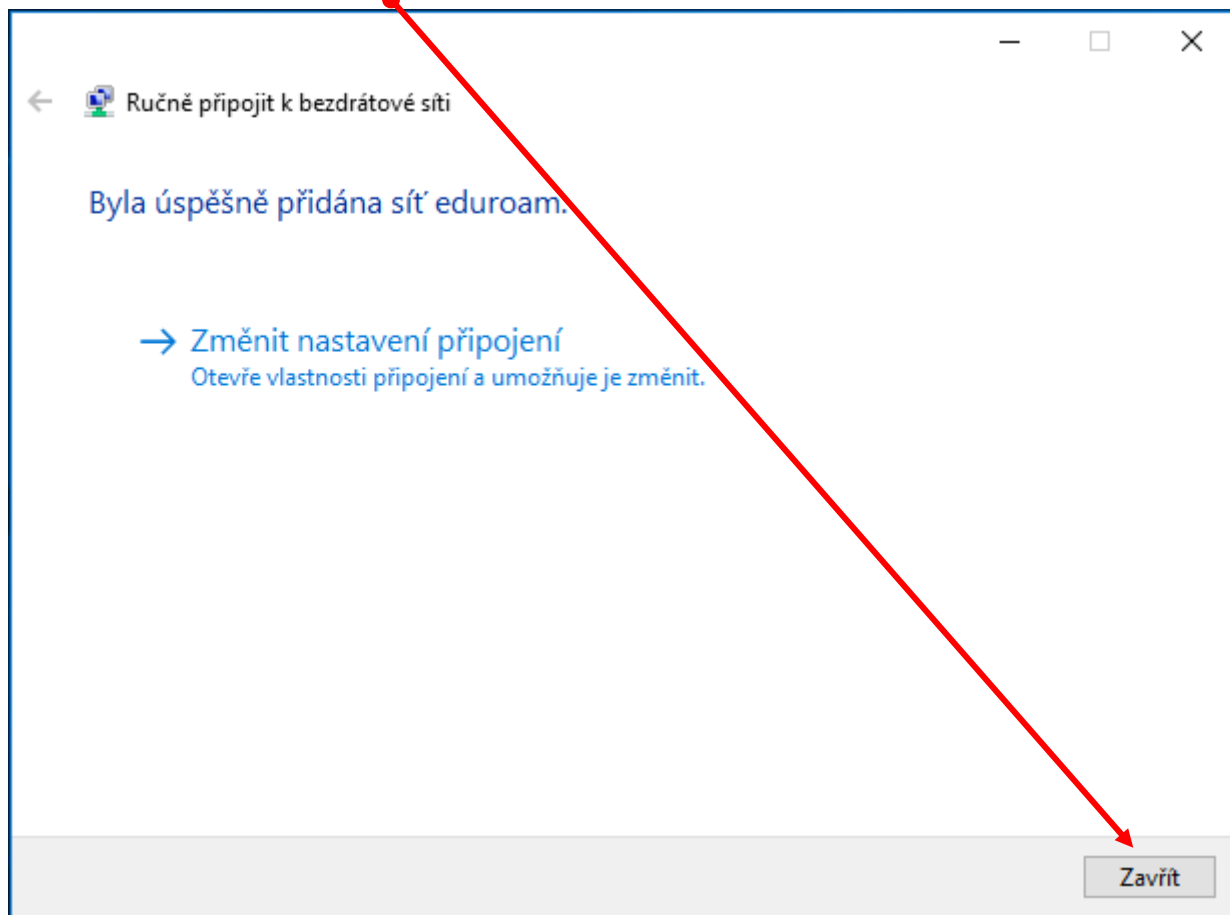 Ručně připojit k bezdrátové síti
Byla úspěšně přidána síť eduroam.
Změnit nastavení připojení
Otevře vlastnosti připojení a umožňuje je změnit.
Zavřít